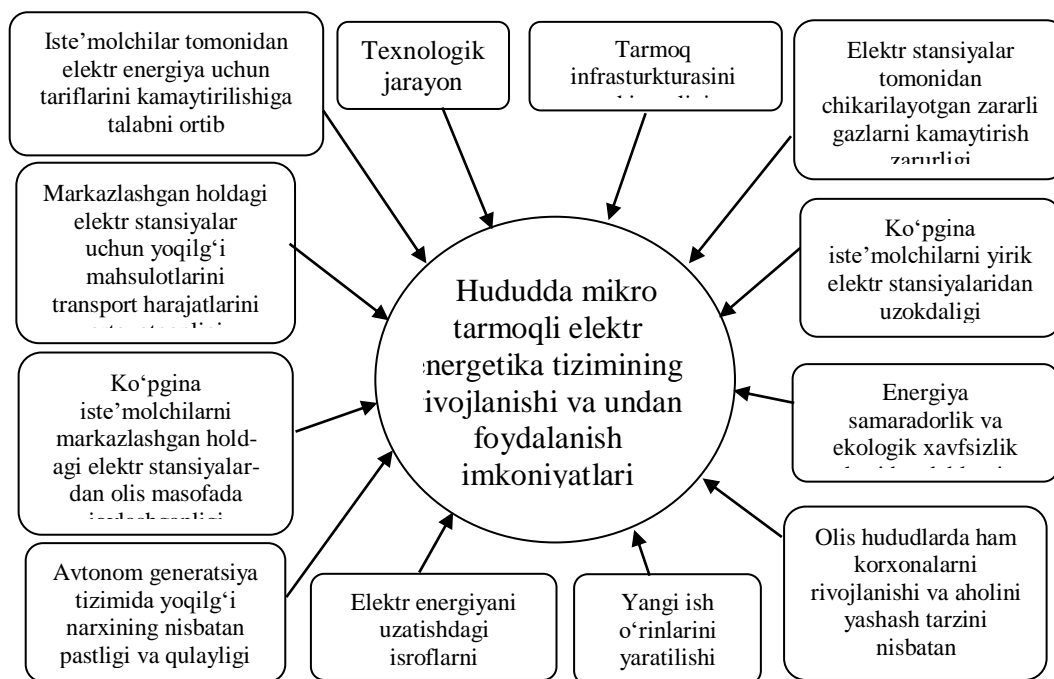 Iste’molchilar tomonidan
elektr energiya uchun
tariflarini kamaytirilishiga
talabni ortib
Texnologik
jarayon
Tarmoq
infrasturkturasini
Elektr stansiyalar
tomonidan
chikarilayotgan zararli
gazlarni kamaytirish
zarurligi
Markazlashgan holdagi
elektr stansiyalar
uchun yoqilg‘i
mahsulotlarini
transport harajatlarini
Ko‘pgina
iste’molchilarni yirik
elektr stansiyalaridan
uzokdaligi
Hududda mikro
tarmoqli elektr
energetika tizimining
ivojlanishi va undan
foydalanish
imkoniyatlari
Ko‘pgina
iste’molchilarni
markazlashgan hold-
agi elektr stansiyalar-
dan olis masofada
joylashganligi
Energiya
samaradorlik va
ekologik xavfsizlik
Avtonom generatsiya
tizimida yoqilg‘i
narxining nisbatan
pastligi va qulayligi
Elektr energiyani
uzatishdagi
isroflarni
Yangi ish
o‘rinlarini
yaratilishi
Olis hududlarda ham
korxonalarni
rivojlanishi va aholini
yashash tarzini
nisbatan